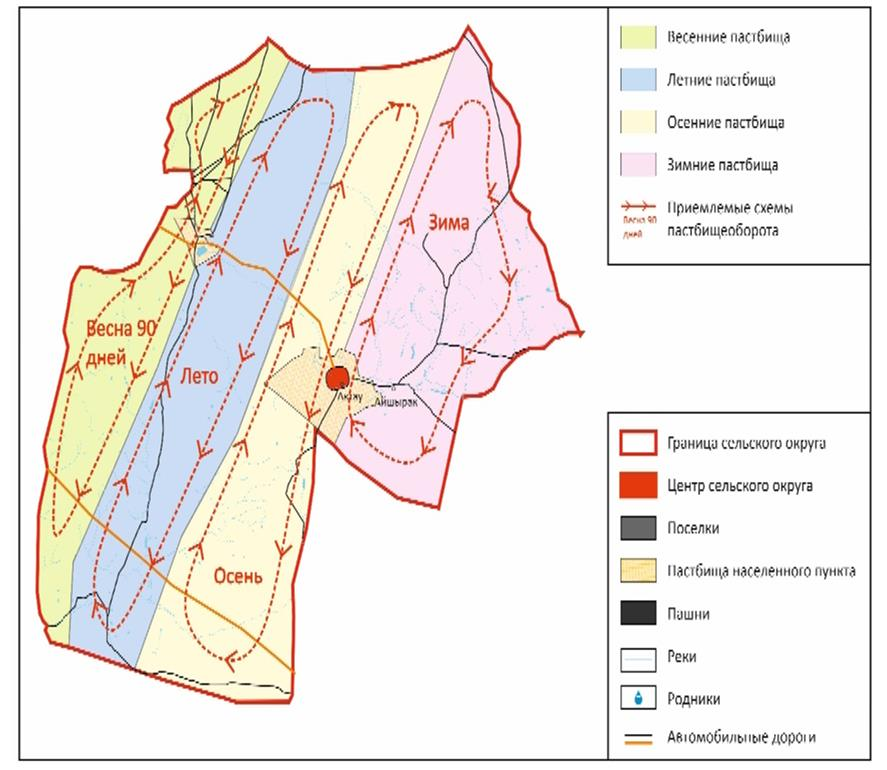 Весенние пастбища
Летние пастбища
Осенние пастбища
Зимние пастбища
Весна 90
дней
Приемлемые схемы
пастбищеоборота
Зима
Весна 90
дней
Лето
Айшырак
Осень
Граница сельского округа
Центр сельского округа
Поселки
Пастбища населенного пункта
Пашни
Реки
Родники
Автомобильные дороги